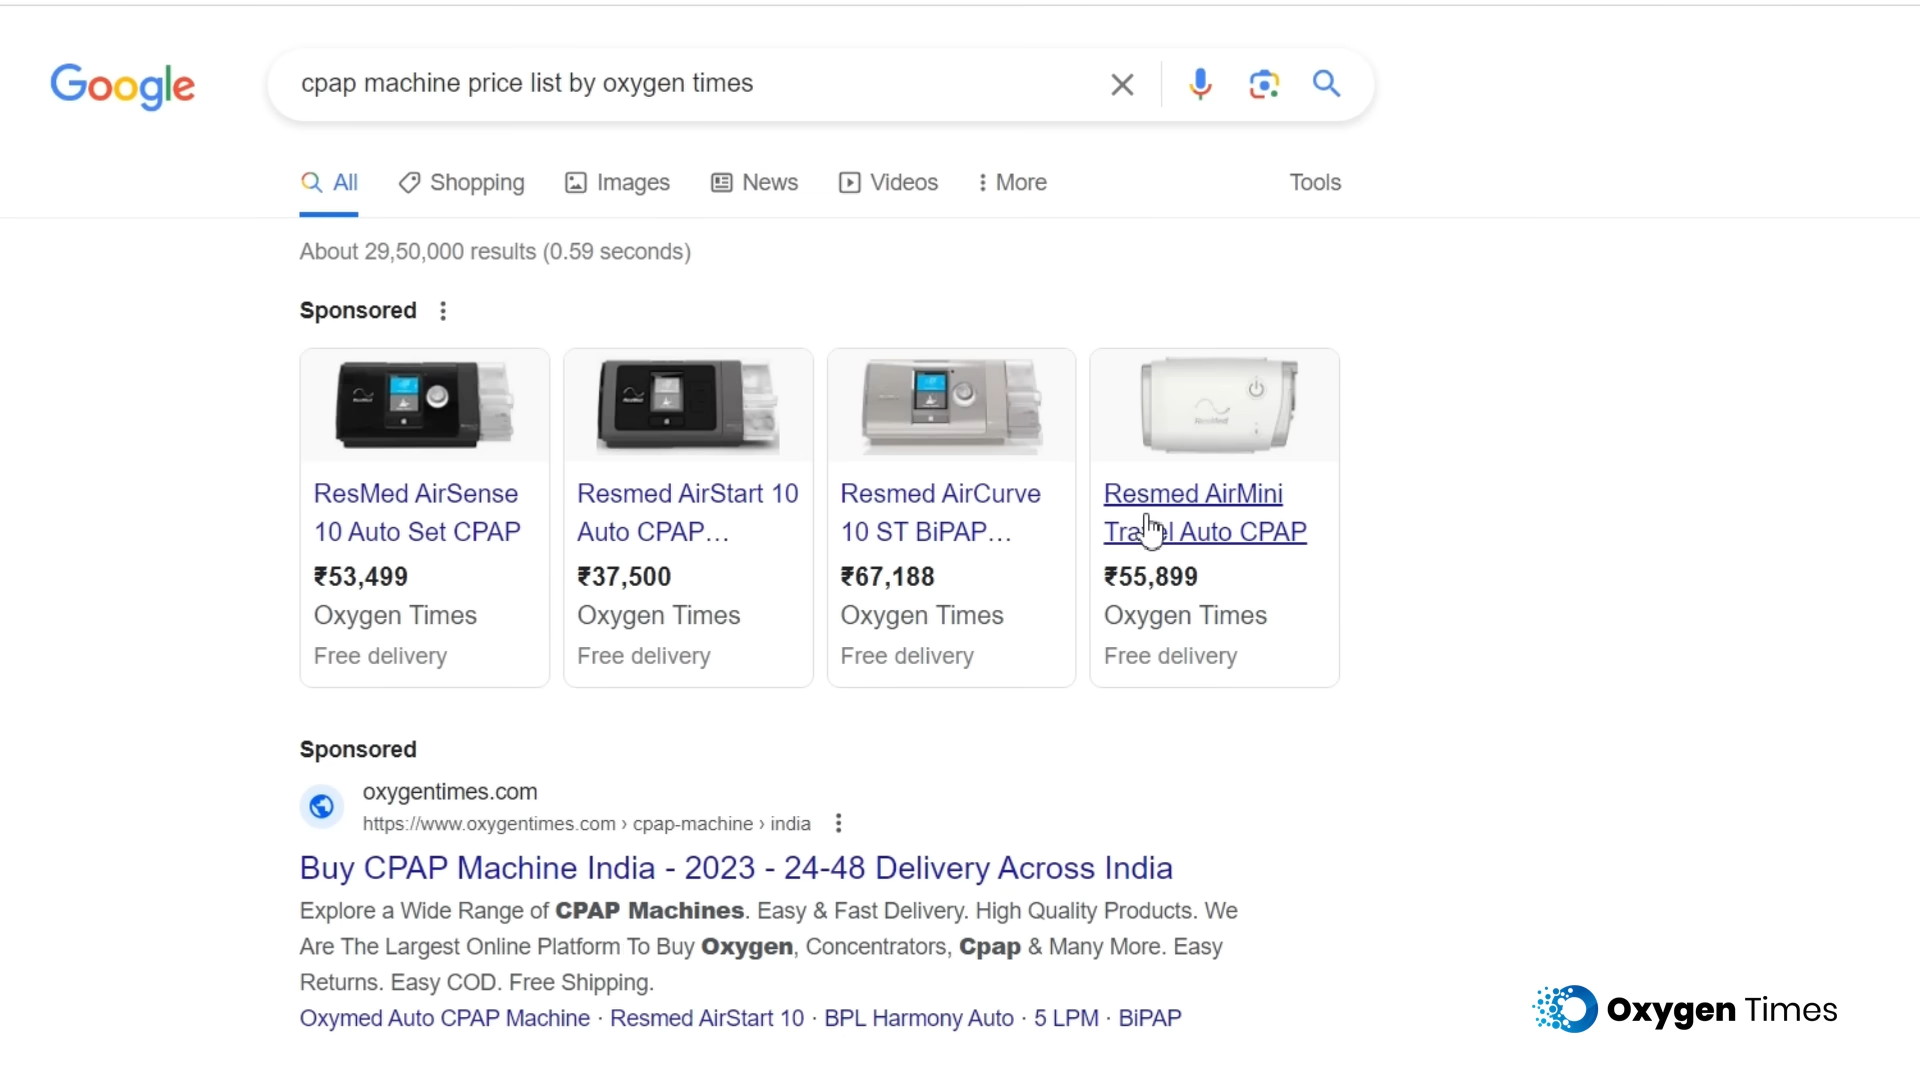 Google
cpap machine price list by oxygen times
All
Shopping
Images
News
Videos
More
Tools
About 29,50,000 results (0.59 seconds)
Sponsored
ResMed AirSense
10 Auto Set CPAP
₹53,499
Oxygen Times
Free delivery
Resmed AirStart 10
Auto CPAP...
₹37,500
Oxygen Times
Free delivery
Resmed AirCurve
10 ST BiPAP...
₹67,188
Oxygen Times
Free delivery
ResMed
Resmed AirMini
Travel Auto CPAP
₹55,899
Oxygen Times
Free delivery
Sponsored
oxygentimes.com
https://www.oxygentimes.com › cpap-machine › india
Buy CPAP Machine India - 2023 - 24-48 Delivery Across India
Explore a Wide Range of CPAP Machines. Easy & Fast Delivery. High Quality Products. We
Are The Largest Online Platform To Buy Oxygen, Concentrators, Cpap & Many More. Easy
Returns. Easy COD. Free Shipping.
Oxymed Auto CPAP Machine · Resmed AirStart 10 · BPL Harmony Auto · 5 LPM · BiPAP
Oxygen Times